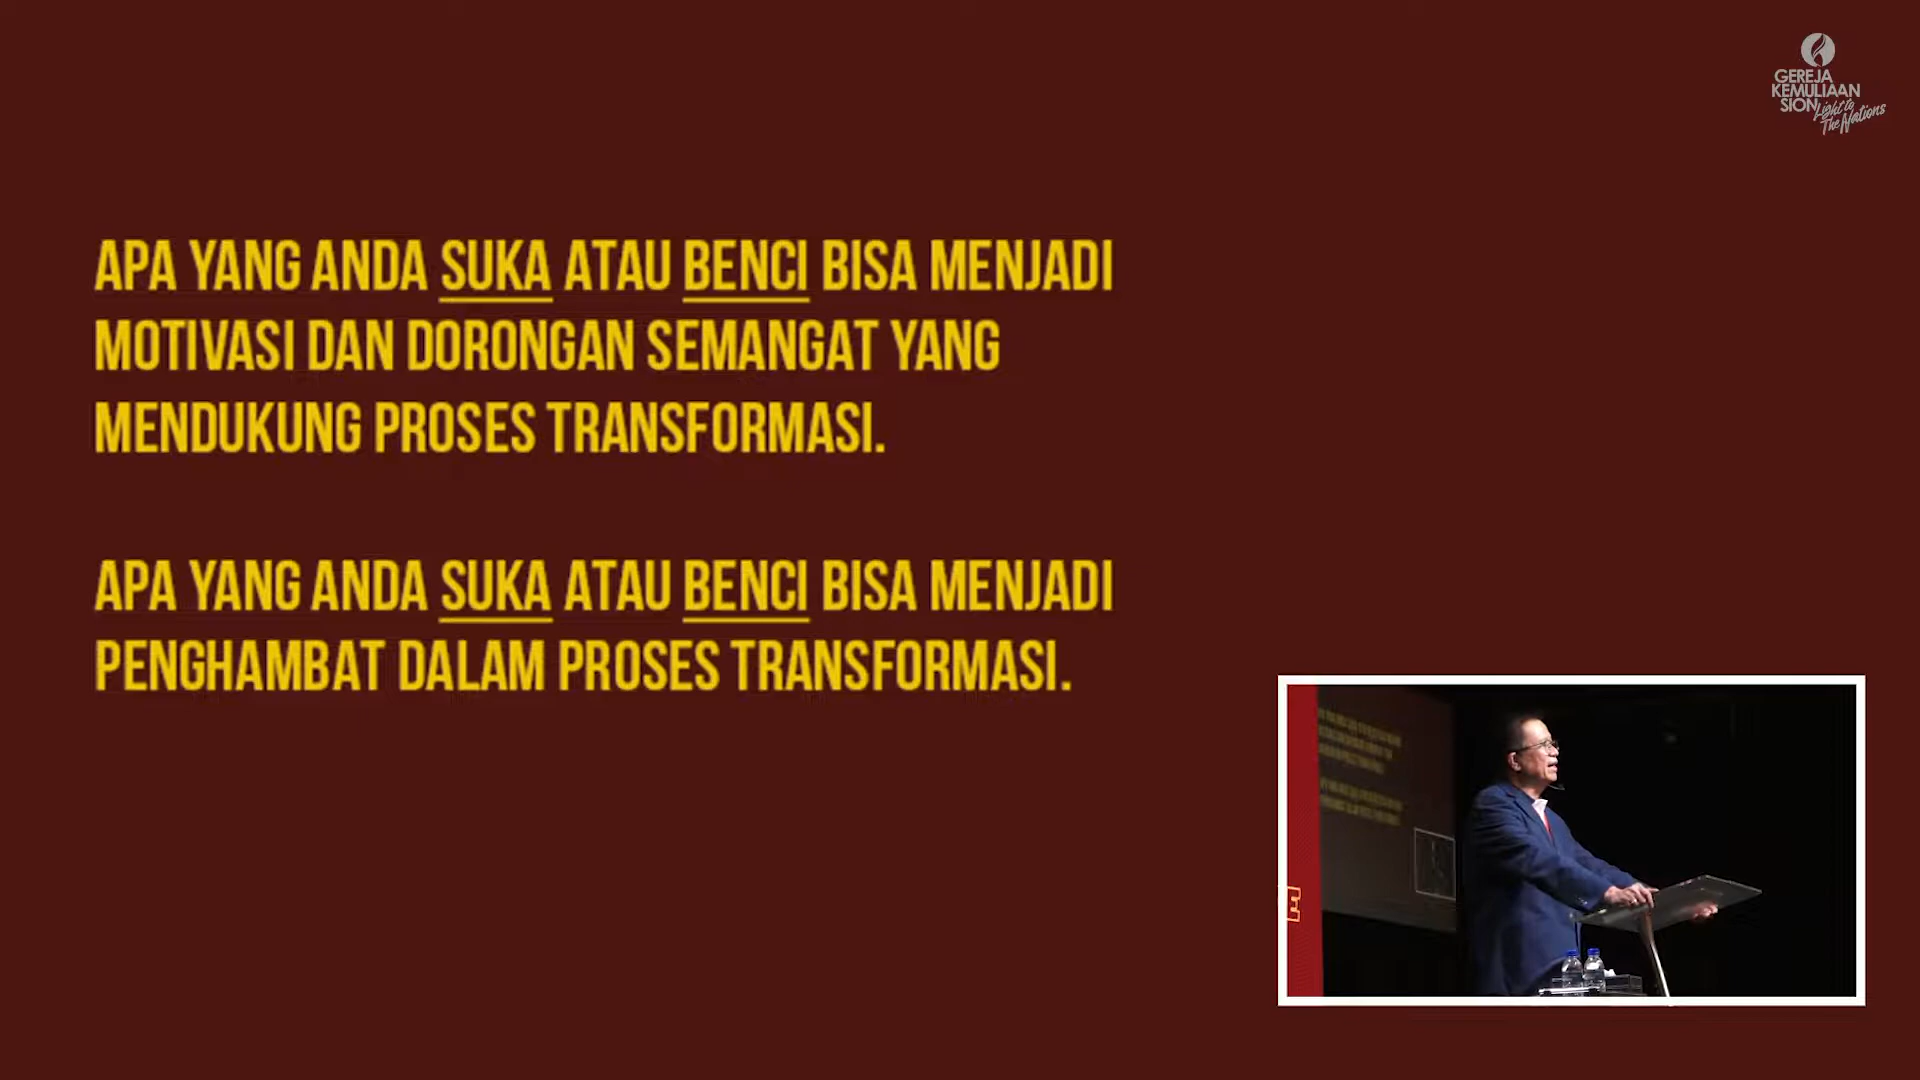 GEREJA
KEMULIAAN
SION Light to
The Nations
APA YANG ANDA SUKA ATAU BENCI BISA MENJADI
MOTIVASI DAN DORONGAN SEMANGAT YANG
MENDUKUNG PROSES TRANSFORMASI.
APA YANG ANDA SUKA ATAU BENCI BISA MENJADI
PENGHAMBAT DALAM PROSES TRANSFORMASI.
E